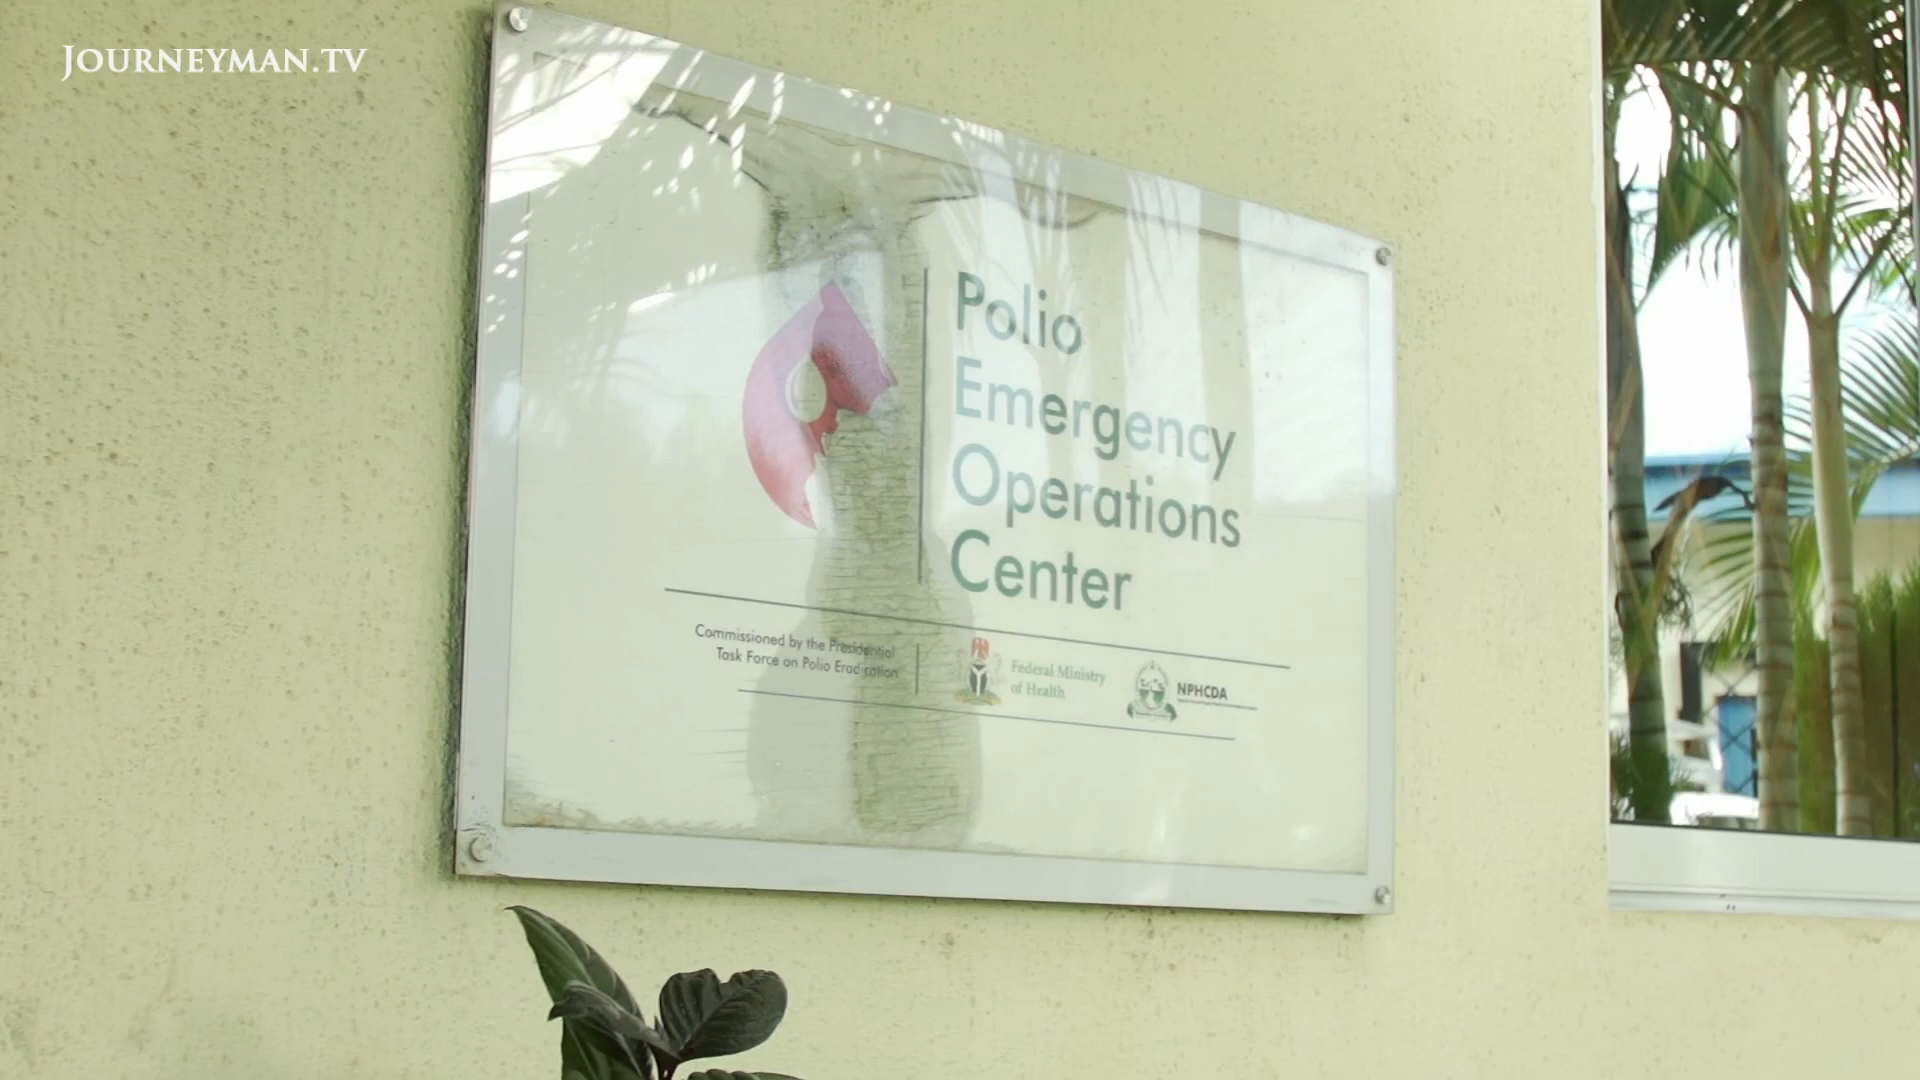 JOURNEYMAN.TV
Polio
Emergency
Operations
Center
Commissioned by the Presidential
Task Force on Polio Eradication
Federal Ministry
of Health
NPHCDA